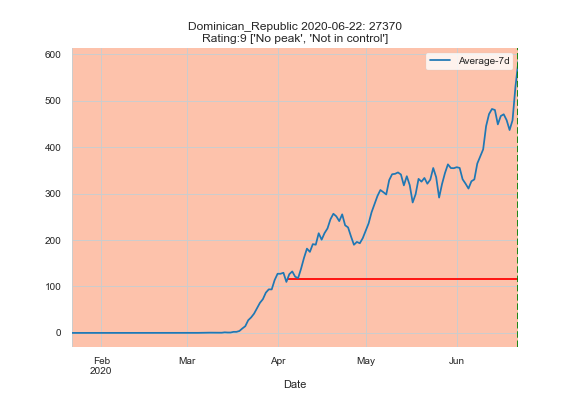 Dominican_Republic 2020-06-22: 27370
Rating:9 ['No peak', 'Not in control']
Average-7d
600
500
400
300
200
100
0
Feb Mar Apr May Jun
2020
Date